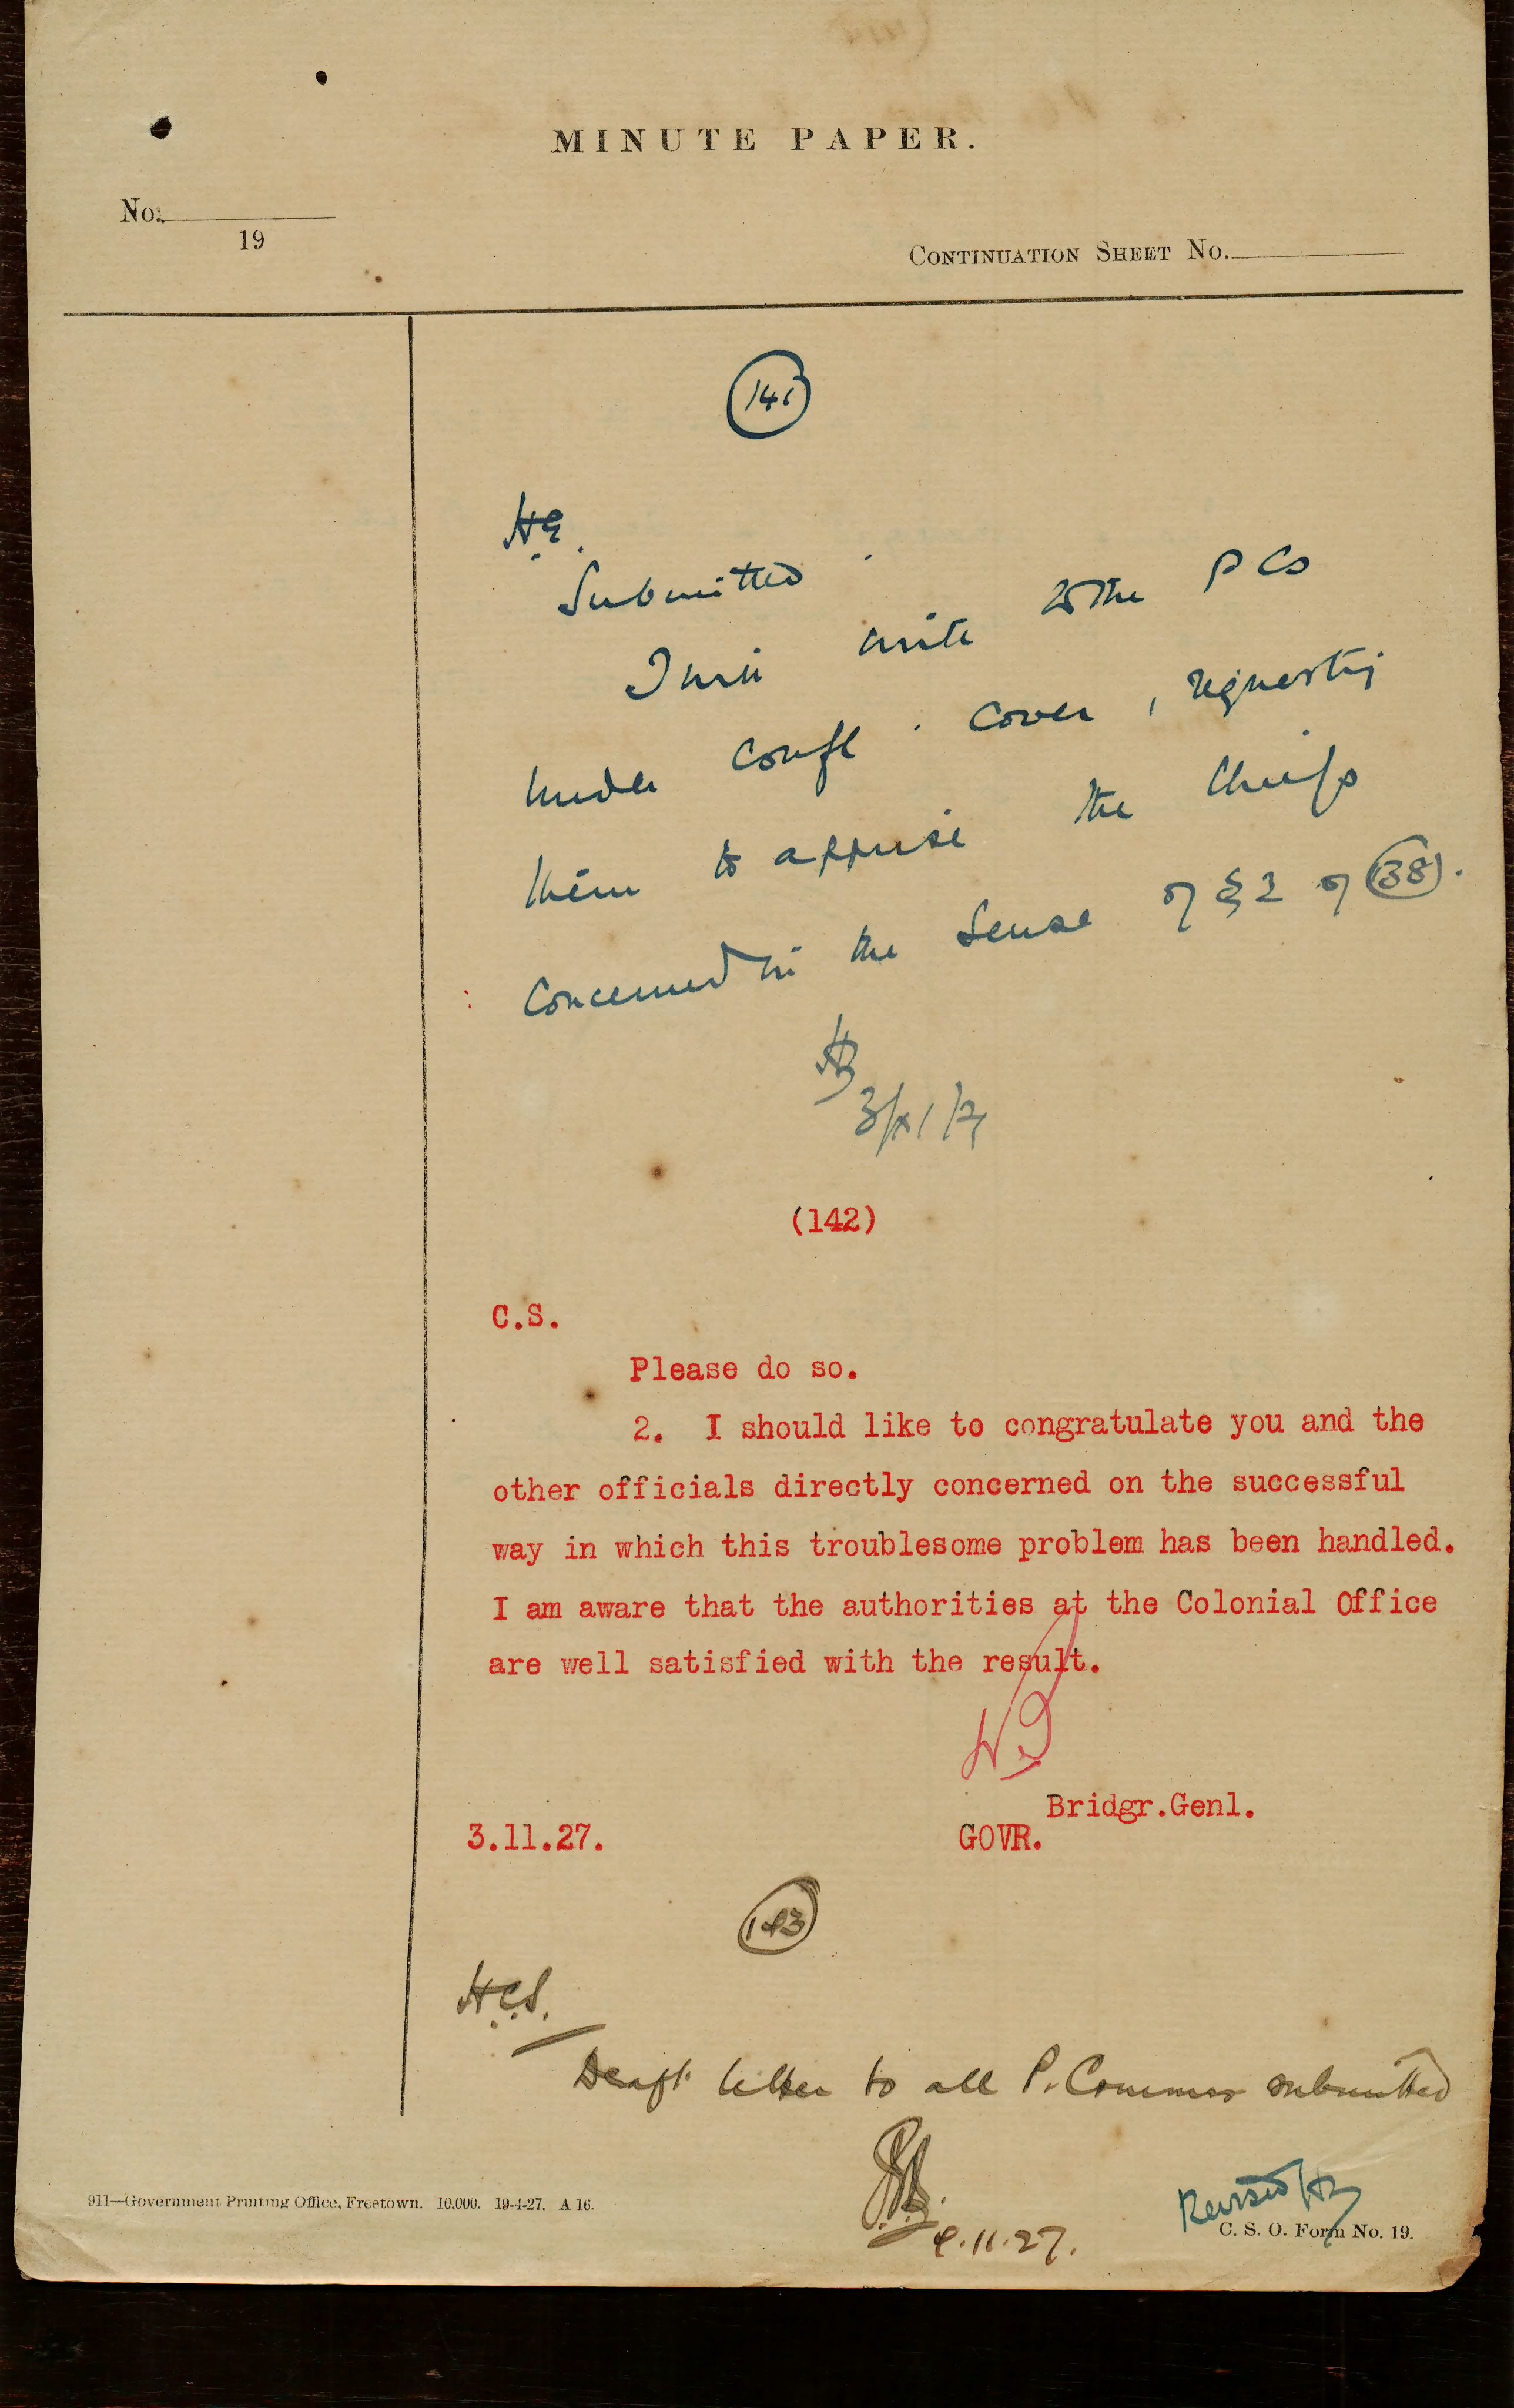 MINUTE PAPER.
No.
19
CONTINUATION SHEET No.
141
H.E.
Submitted.
I will write to the PCs
under confl. cover, requesting
them to apprise the Chiefs
concerned in the sense of § 2 of (138).
3/XI/27
(142)
C.S.
Please do so.
2. I should like to congratulate you and the
other officials directly concerned on the successful
way in which this troublesome problem has been handled.
I am aware that the authorities at the Colonial Office
are well satisfied with the result.
Bridgr.Genl.
3.11.27. GOVR.
143
H.C.S.
Draft letter to all P. Commrs submitted
.11.27.
Revised
911—Government Printing Office, Freetown. 10,000. 19-4-27. A 16.
C. S. O. Form No. 19.